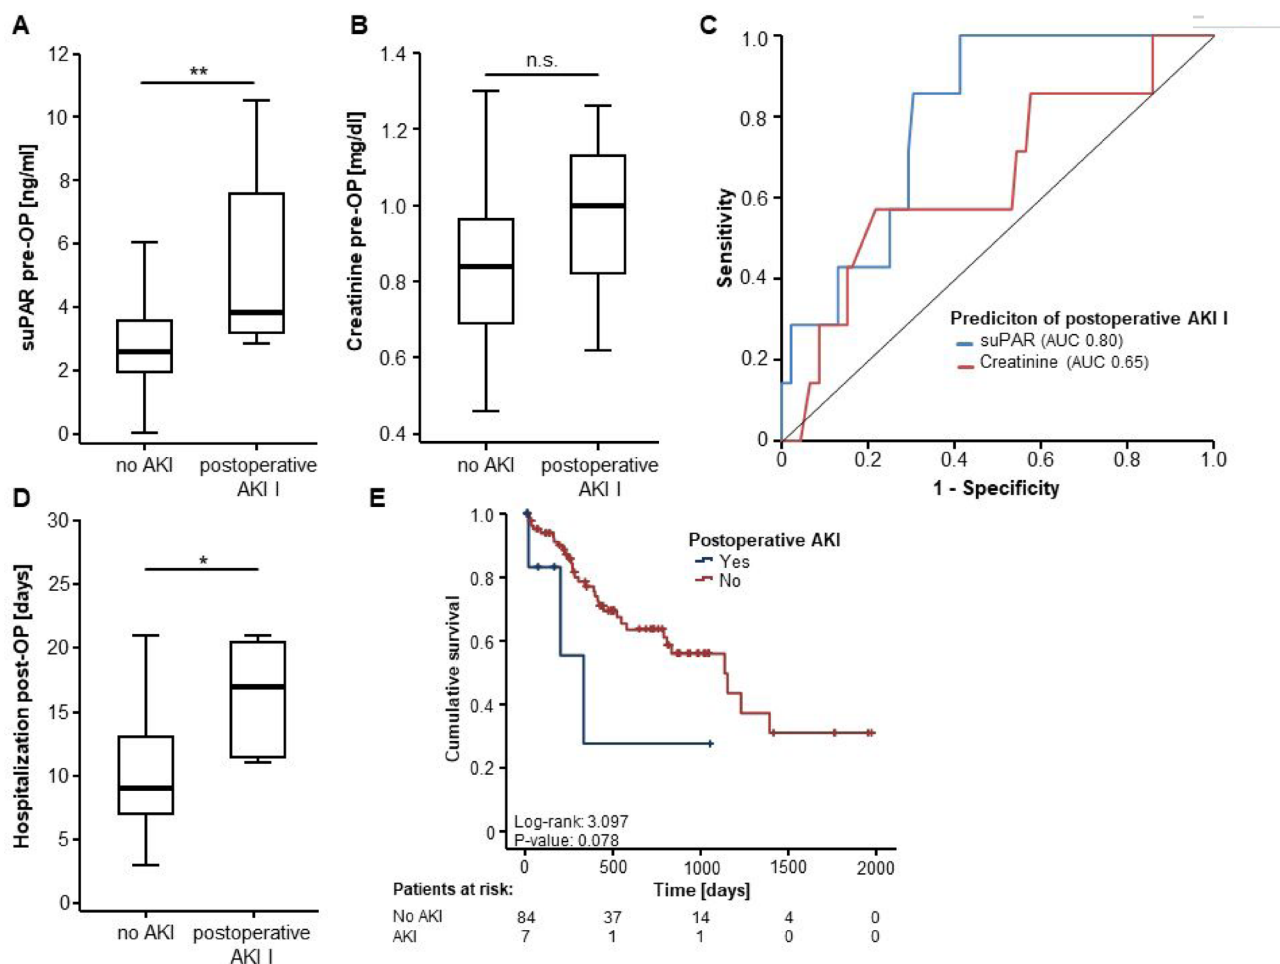 A
suPAR pre-OP [ng/ml]
12
10
8
6
4
2
0
**
no AKI
postoperative
AKI I
B
Creatinine pre-OP [mg/dl]
1.4
1.2
1.0
0.8
0.6
0.4
n.s.
no AKI
postoperative
AKI I
C
Sensitivity
1.0
0.8
0.6
0.4
0.2
0
Prediciton of postoperative AKI I
suPAR (AUC 0.80)
Creatinine (AUC 0.65)
0 0.2 0.4 0.6 0.8 1.0
1 - Specificity
D
Hospitalization post-OP [days]
30
25
20
15
10
5
0
*
no AKI
postoperative
AKI I
E
Cumulative survival
1.0
0.8
0.6
0.4
0.2
0
Postoperative AKI
Yes
No
Log-rank: 3.097
P-value: 0.078
0 500 1000 1500 2000
Time [days]
Patients at risk:
No AKI 84 37 14 4 0
AKI 7 1 1 0 0